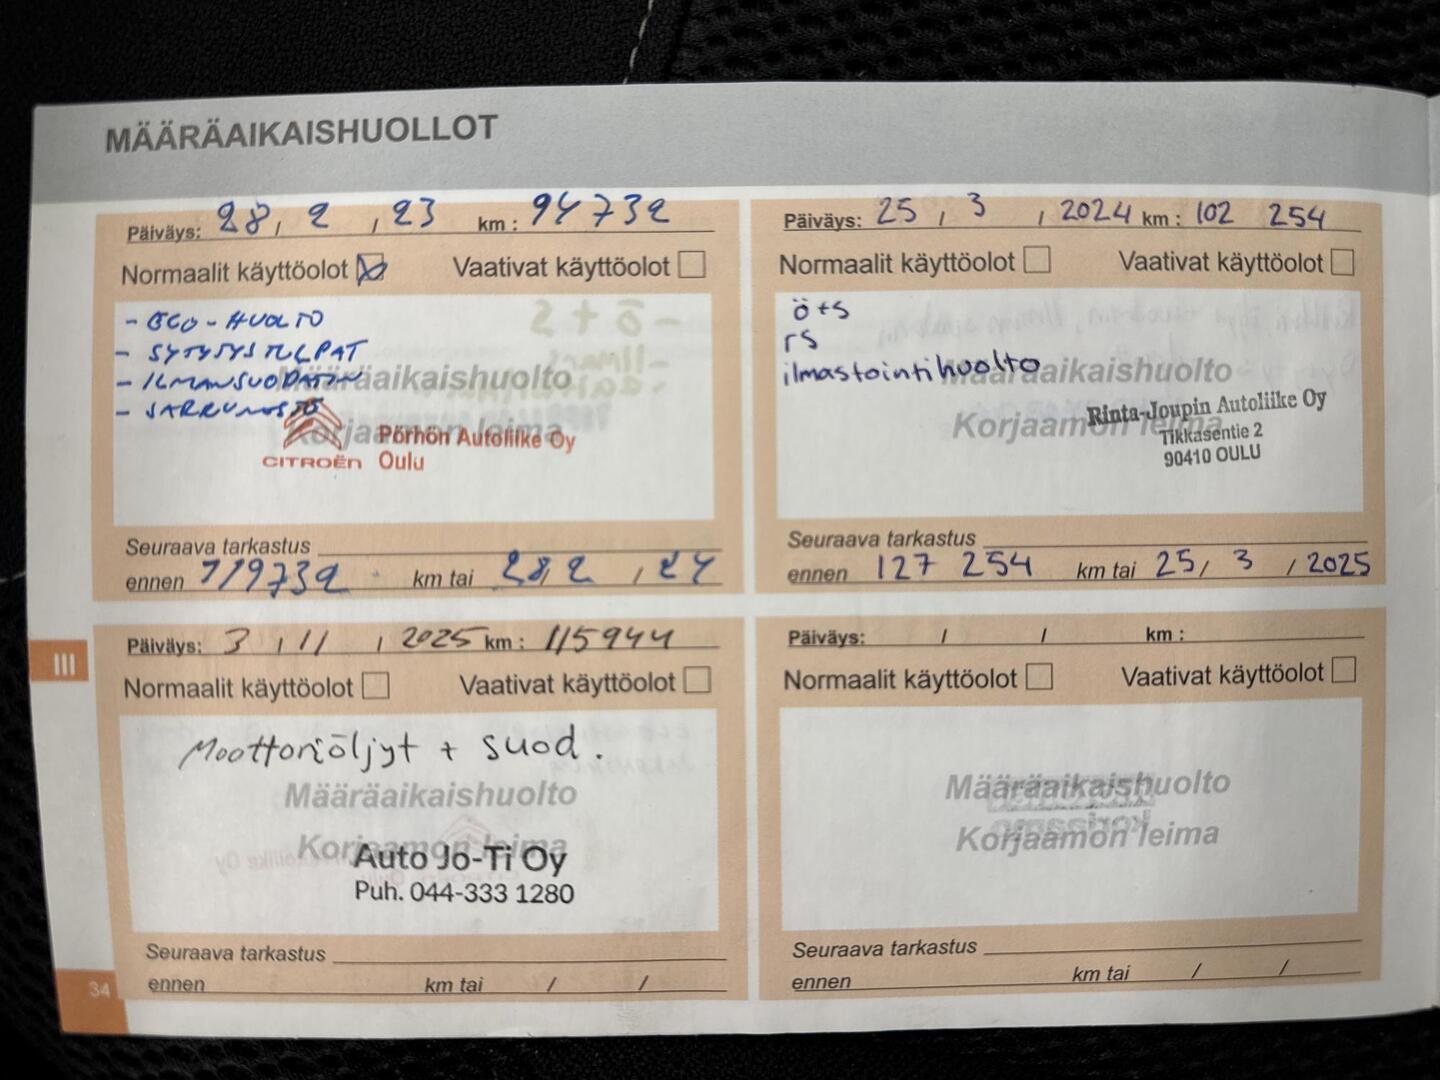 MÄÄRÄAIKAISHUOLLOT
Päiväys: 28, 2, 23 km: 94732
Normaalit käyttöolot Vaativat käyttöolot
- ECO-HUOLTO
- SYTYTYSTULPAT
- ILMANSUODATIN
- JARRUNESTE
Määräaikaishuolto
Korjaamon leima
Pörhön Autoliike Oy
CITROËN Oulu
Seuraava tarkastus
ennen 119732 km tai 28, 2, 24
Päiväys: 25, 3, 2024 km: 102 254
Normaalit käyttöolot Vaativat käyttöolot
ö+s
rs
ilmastointihuolto
Määräaikaishuolto
Korjaamon leima
Rinta-Joupin Autoliike Oy
Tikkasentie 2
90410 OULU
Seuraava tarkastus
ennen 127 254 km tai 25, 3, 2025
III
Päiväys: 3, 11, 2025 km: 115944
Normaalit käyttöolot Vaativat käyttöolot
Moottoriöljyt + suod.
Määräaikaishuolto
Korjaamon leima
Auto Jo-Ti Oy
Puh. 044-333 1280
Seuraava tarkastus
ennen km tai / /
Päiväys: / / km:
Normaalit käyttöolot Vaativat käyttöolot
Määräaikaishuolto
Korjaamon leima
Seuraava tarkastus
ennen km tai / /
34